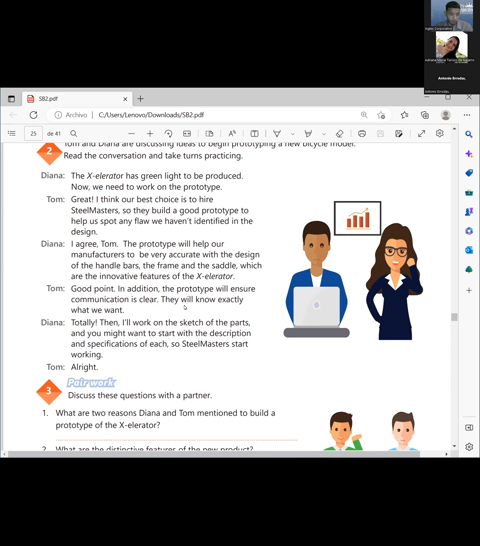 Antonio Brndau,
Antonio Brndau,
SB2.pdf
Archivo
C:/Users/Lenovo/Downloads/SB2.pdf
25
de 41
2
Tom and Diana are discussing ideas to begin prototyping a new bicycle model.
Read the conversation and take turns practicing.
Diana: The X-elerator has green light to be produced.
Now, we need to work on the prototype.
Tom: Great! I think our best choice is to hire
SteelMasters, so they build a good prototype to
help us spot any flaw we haven't identified in the
design.
Diana: I agree, Tom. The prototype will help our
manufacturers to be very accurate with the design
of the handle bars, the frame and the saddle, which
are the innovative features of the X-elerator.
Tom: Good point. In addition, the prototype will ensure
communication is clear. They will know exactly
what we want.
Diana: Totally! Then, I'll work on the sketch of the parts,
and you might want to start with the description
and specifications of each, so SteelMasters start
working.
Tom: Alright.
3
Pair work
Discuss these questions with a partner.
1. What are two reasons Diana and Tom mentioned to build a
prototype of the X-elerator?
2. What are the distinctive features of the new product?